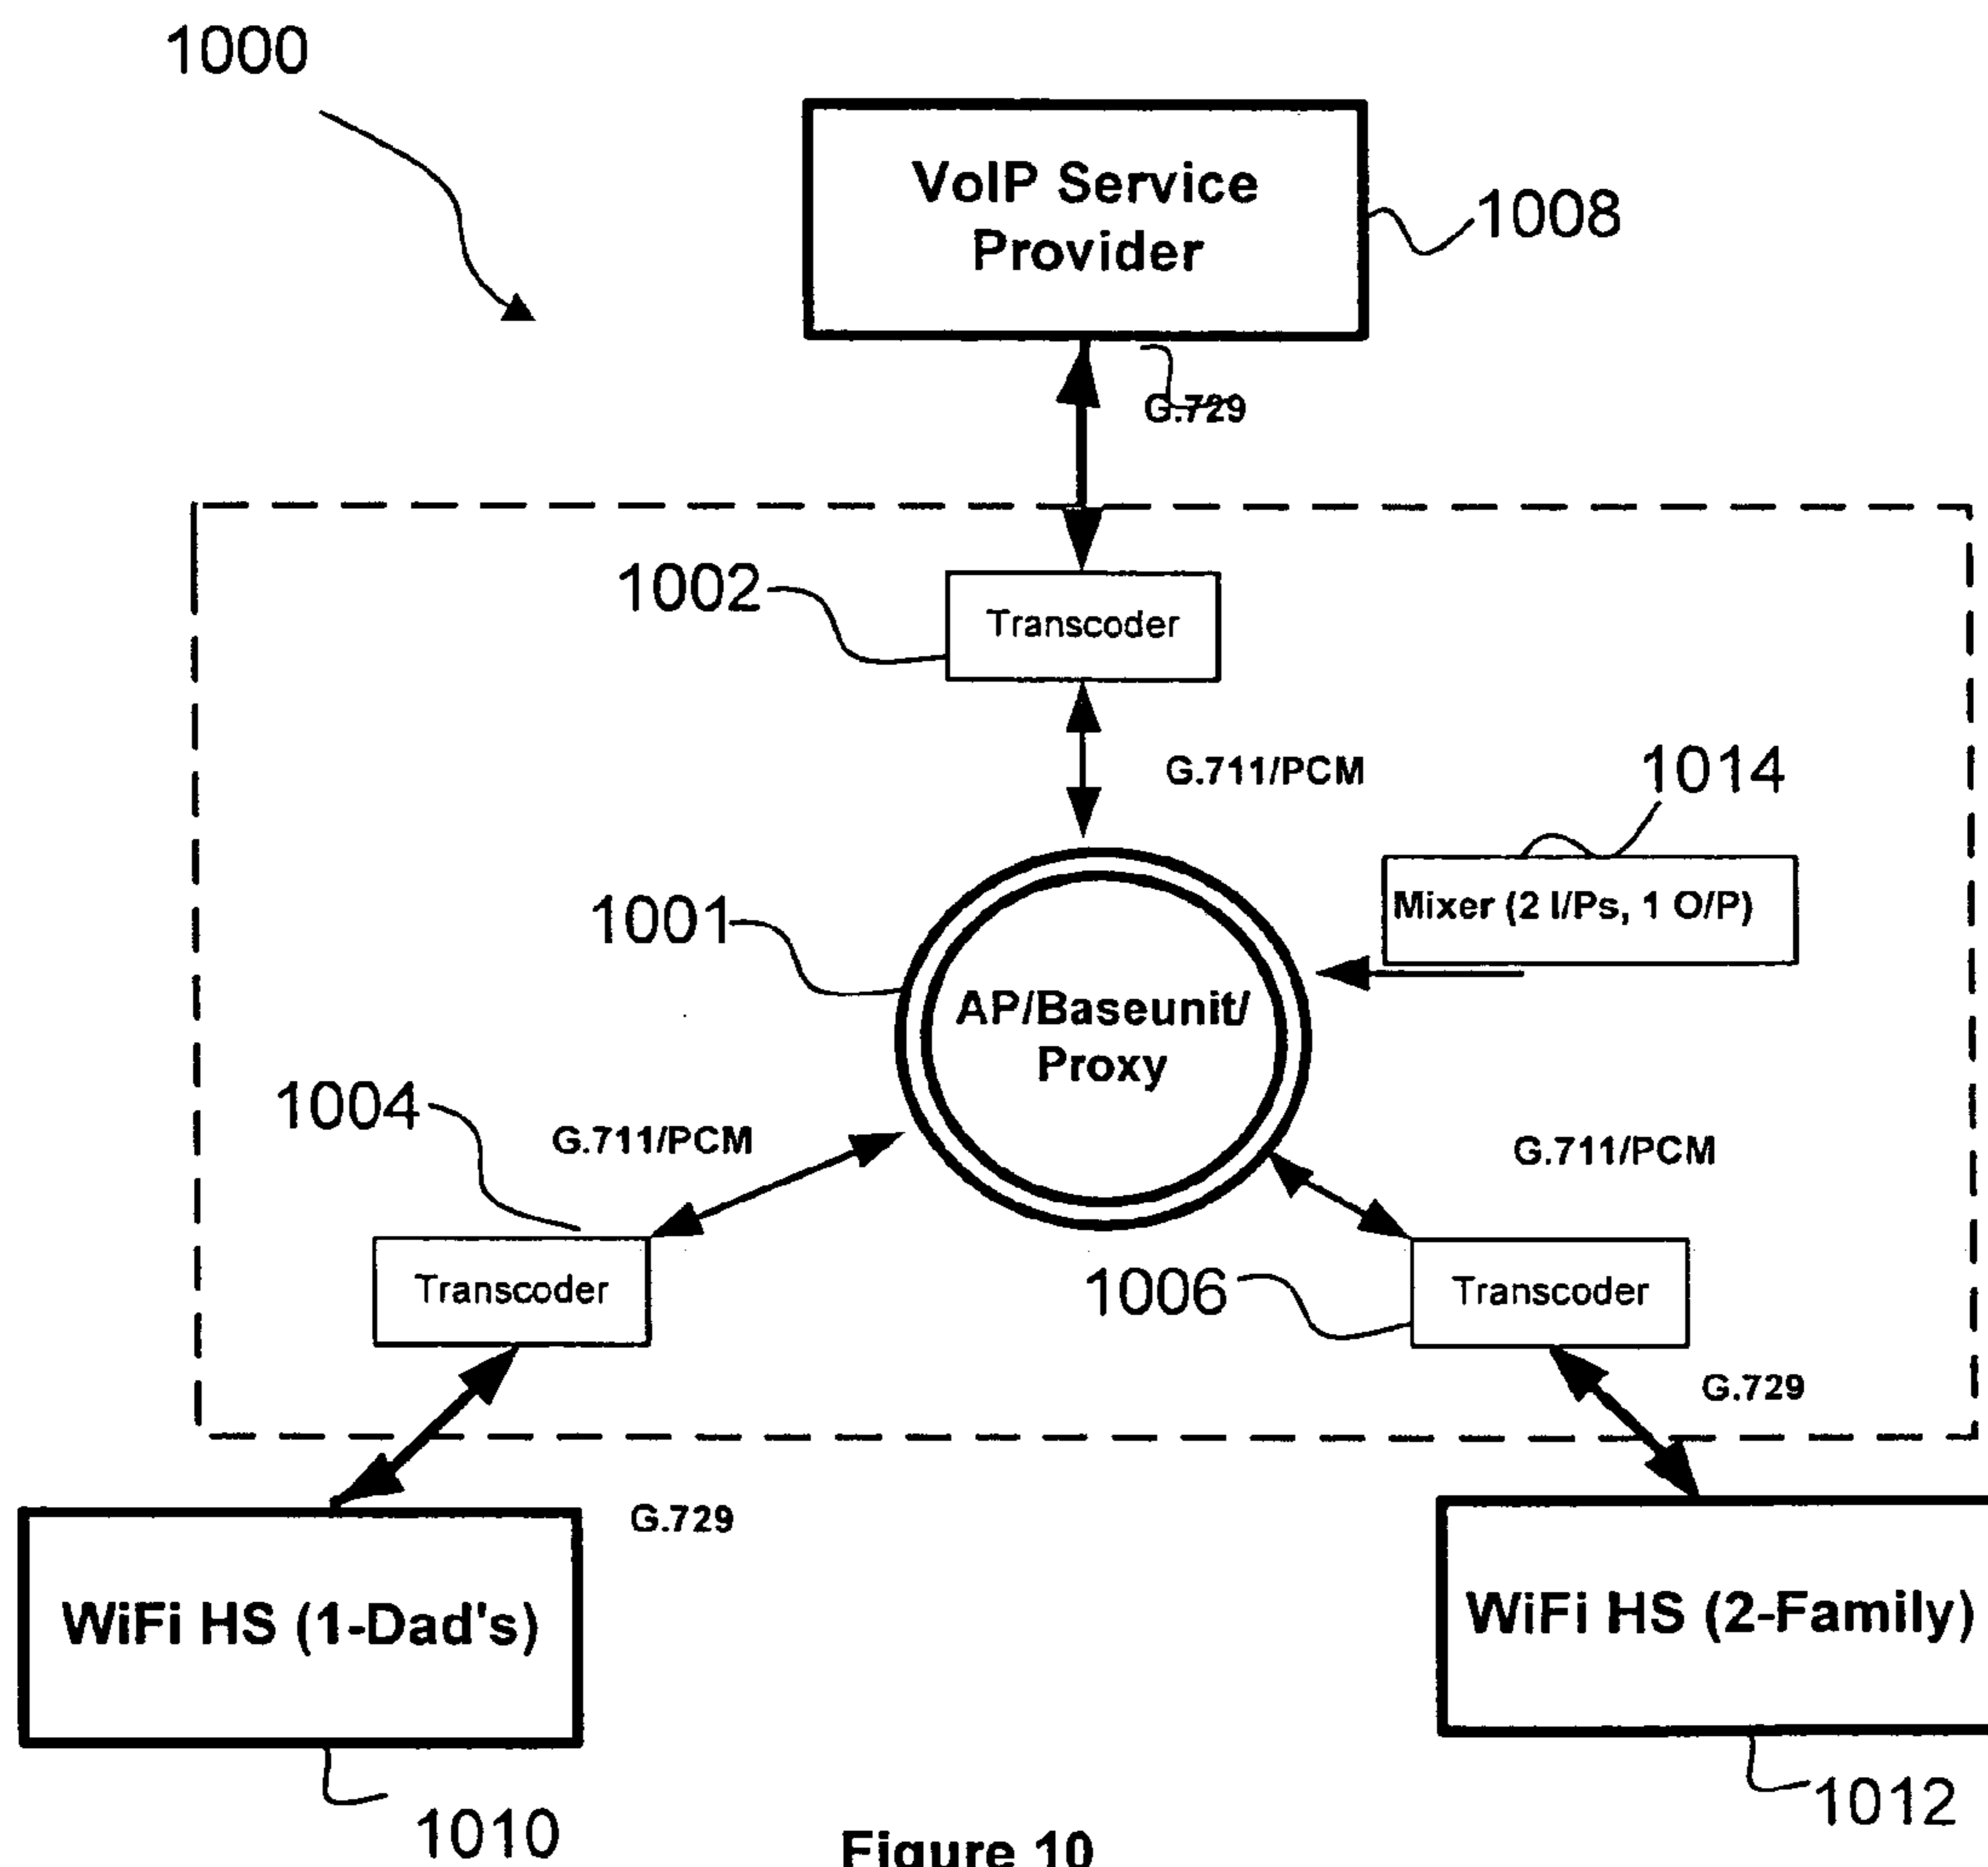 1000
VoIP Service
Provider
1008
G.729
1002
Transcoder
G.711/PCM
1014
Mixer (2 I/Ps, 1 O/P)
1001
AP/Baseunit/
Proxy
1004
G.711/PCM
G.711/PCM
Transcoder
1006
Transcoder
G.729
G.729
WiFi HS (1-Dad's)
WiFi HS (2-Family)
1010
1012
Figure 10